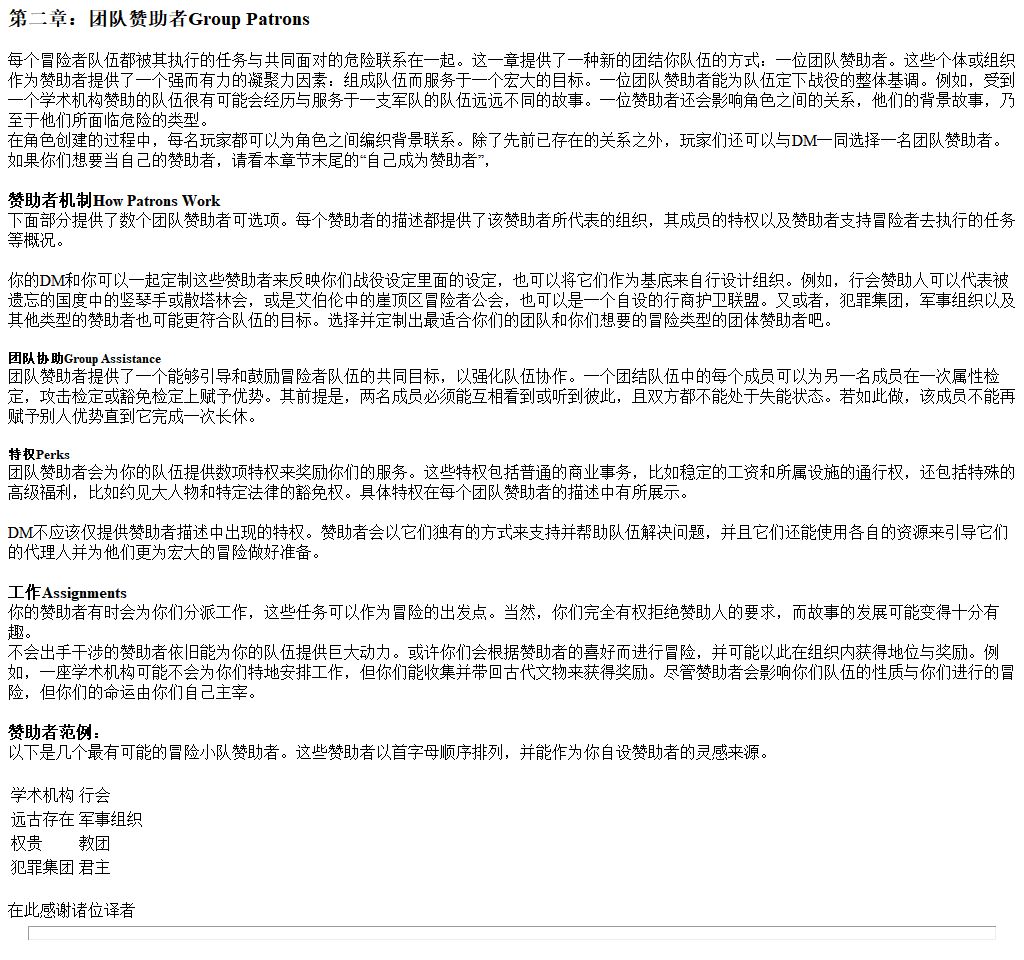 第二章：团队赞助者Group Patrons
每个冒险者队伍都被其执行的任务与共同面对的危险联系在一起。这一章提供了一种新的团结你队伍的方式：一位团队赞助者。这些个体或组织
作为赞助者提供了一个强而有力的凝聚力因素：组成队伍而服务于一个宏大的目标。一位团队赞助者能为队伍定下战役的整体基调。例如，受到
一个学术机构赞助的队伍很有可能会经历与服务于一支军队的队伍远远不同的故事。一位赞助者还会影响角色之间的关系，他们的背景故事，乃
至于他们所面临危险的类型。
在角色创建的过程中，每名玩家都可以为角色之间编织背景联系。除了先前已存在的关系之外，玩家们还可以与DM一同选择一名团队赞助者。
如果你们想要当自己的赞助者，请看本章节末尾的“自己成为赞助者”，
赞助者机制How Patrons Work
下面部分提供了数个团队赞助者可选项。每个赞助者的描述都提供了该赞助者所代表的组织，其成员的特权以及赞助者支持冒险者去执行的任务
等概况。
你的DM和你可以一起定制这些赞助者来反映你们战役设定里面的设定，也可以将它们作为基底来自行设计组织。例如，行会赞助人可以代表被
遗忘的国度中的竖琴手或散塔林会，或是文伯伦中的崖顶区冒险者公会，也可以是一个自设的行商护卫联盟。又或者，犯罪集团，军事组织以及
其他类型的赞助者也可能更符合队伍的目标。选择并定制出最适合你们的团队和你们想要的冒险类型的团体赞助者吧。
团队协助Group Assistance
团队赞助者提供了一个能够引导和鼓励冒险者队伍的共同目标，以强化队伍协作。一个团结队伍中的每个成员可以为另一名成员在一次属性检
定，攻击检定或豁免检定上赋予优势。其前提是，两名成员必须能互相看到或听到彼此，且双方都不能处于失能状态。若如此做，该成员不能再
赋予别人优势直到它完成一次长休。
特权Perks
团队赞助者会为你的队伍提供数项特权来奖励你们的服务。这些特权包括普通的商业事务，比如稳定的工资和所属设施的通行权，还包括特殊的
高级福利，比如约见大人物和特定法律的豁免权。具体特权在每个团队赞助者的描述中有所展示。
DM不应该仅提供赞助者描述中出现的特权。赞助者会以它们独有的方式来支持并帮助队伍解决问题，并且它们还能使用各自的资源来引导它们
的代理人并为他们更为宏大的冒险做好准备。
工作Assignments
你的赞助者有时会为你们分派工作，这些任务可以作为冒险的出发点。当然，你们完全有权拒绝赞助人的要求，而故事的发展可能变得十分有
趣。
不会出手干涉的赞助者依旧能为你的队伍提供巨大动力。或许你们会根据赞助者的喜好而进行冒险，并可能以此在组织内获得地位与奖励。例
如，一座学术机构可能不会为你们特地安排工作，但你们能收集并带回古代文物来获得奖励。尽管赞助者会影响你们队伍的性质与你们进行的冒
险，但你们的命运由你们自己主宰。
赞助者范例：
以下是几个最有可能的冒险小队赞助者。这些赞助者以首字母顺序排列，并能作为你自设赞助者的灵感来源。
学术机构 行会
远古存在 军事组织
权贵 教团
犯罪集团 君主
在此感谢诸位译者